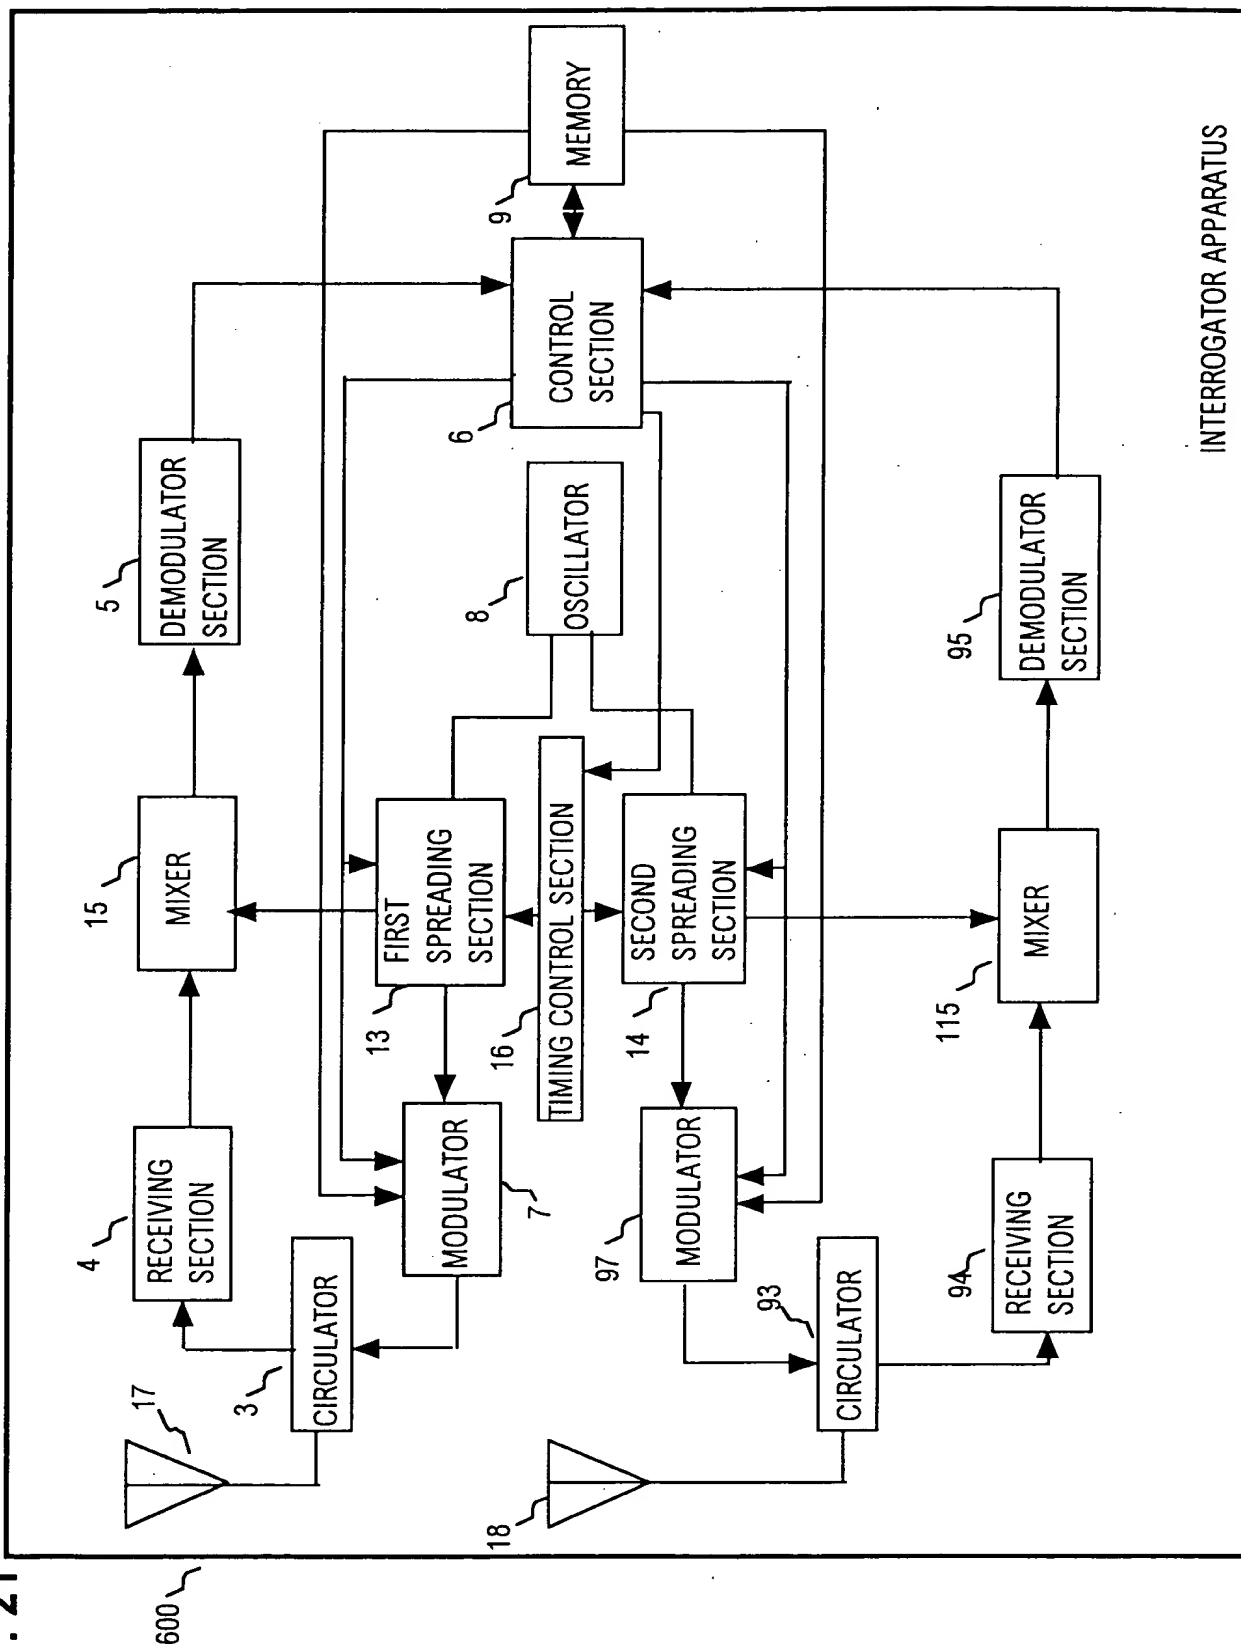 . 21
600
17
4
RECEIVING
SECTION
15
MIXER
5
DEMODULATOR
SECTION
3
CIRCULATOR
13
FIRST
SPREADING
SECTION
MODULATOR
7
6
CONTROL
SECTION
9
MEMORY
8
OSCILLATOR
16
TIMING CONTROL SECTION
18
97
MODULATOR
14
SECOND
SPREADING
SECTION
93
CIRCULATOR
94
RECEIVING
SECTION
115
MIXER
95
DEMODULATOR
SECTION
INTERROGATOR APPARATUS